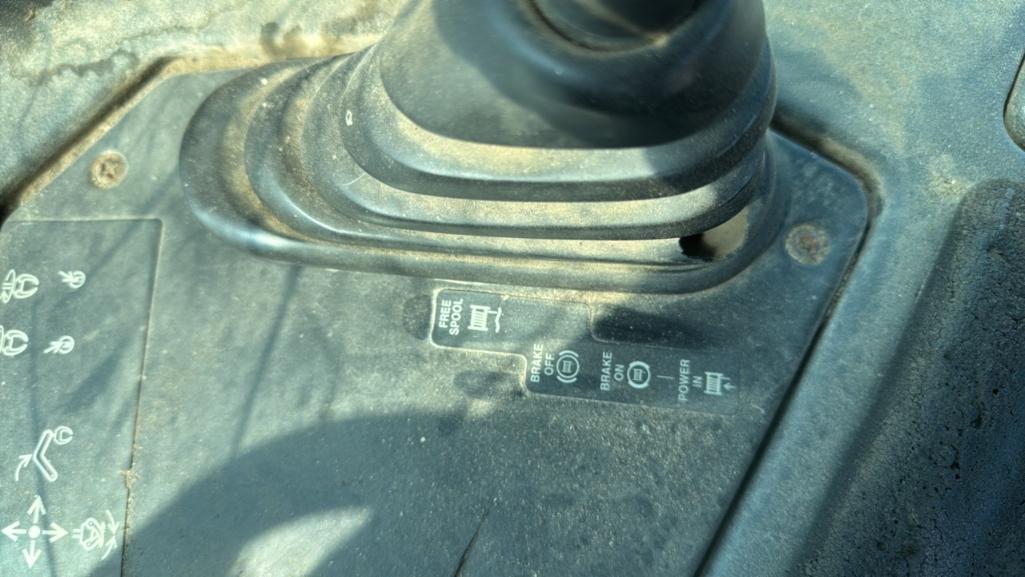 FREE
SPOOL
BRAKE
OFF
BRAKE
ON
POWER
IN